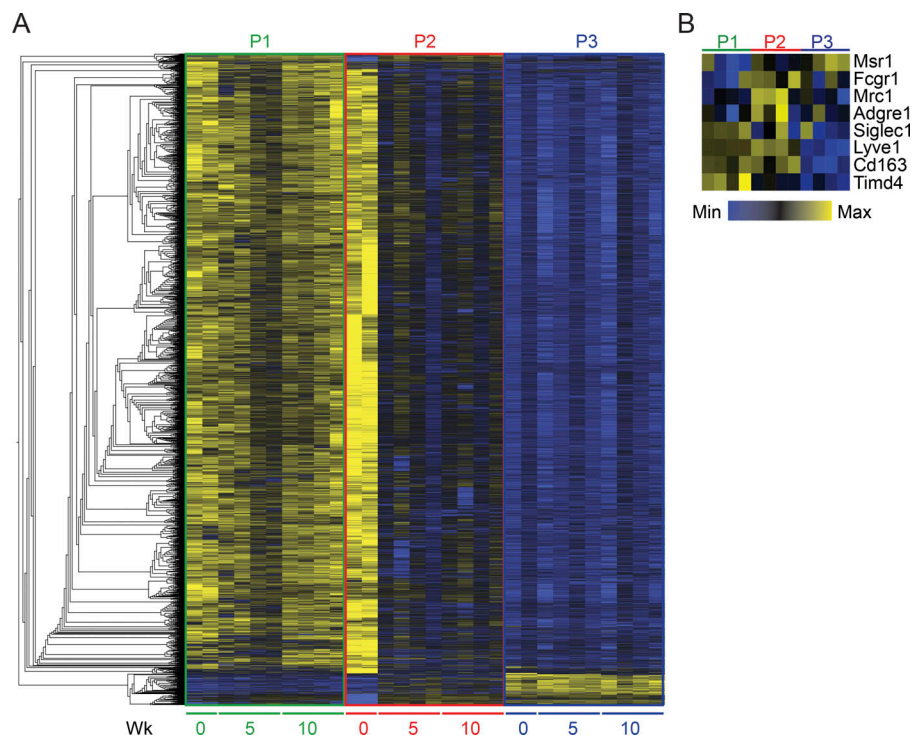 A
P1 P2 P3
Wk 0 5 10 0 5 10 0 5 10
B
P1 P2 P3
Msr1
Fcgr1
Mrc1
Adgre1
Siglec1
Lyve1
Cd163
Timd4
Min Max